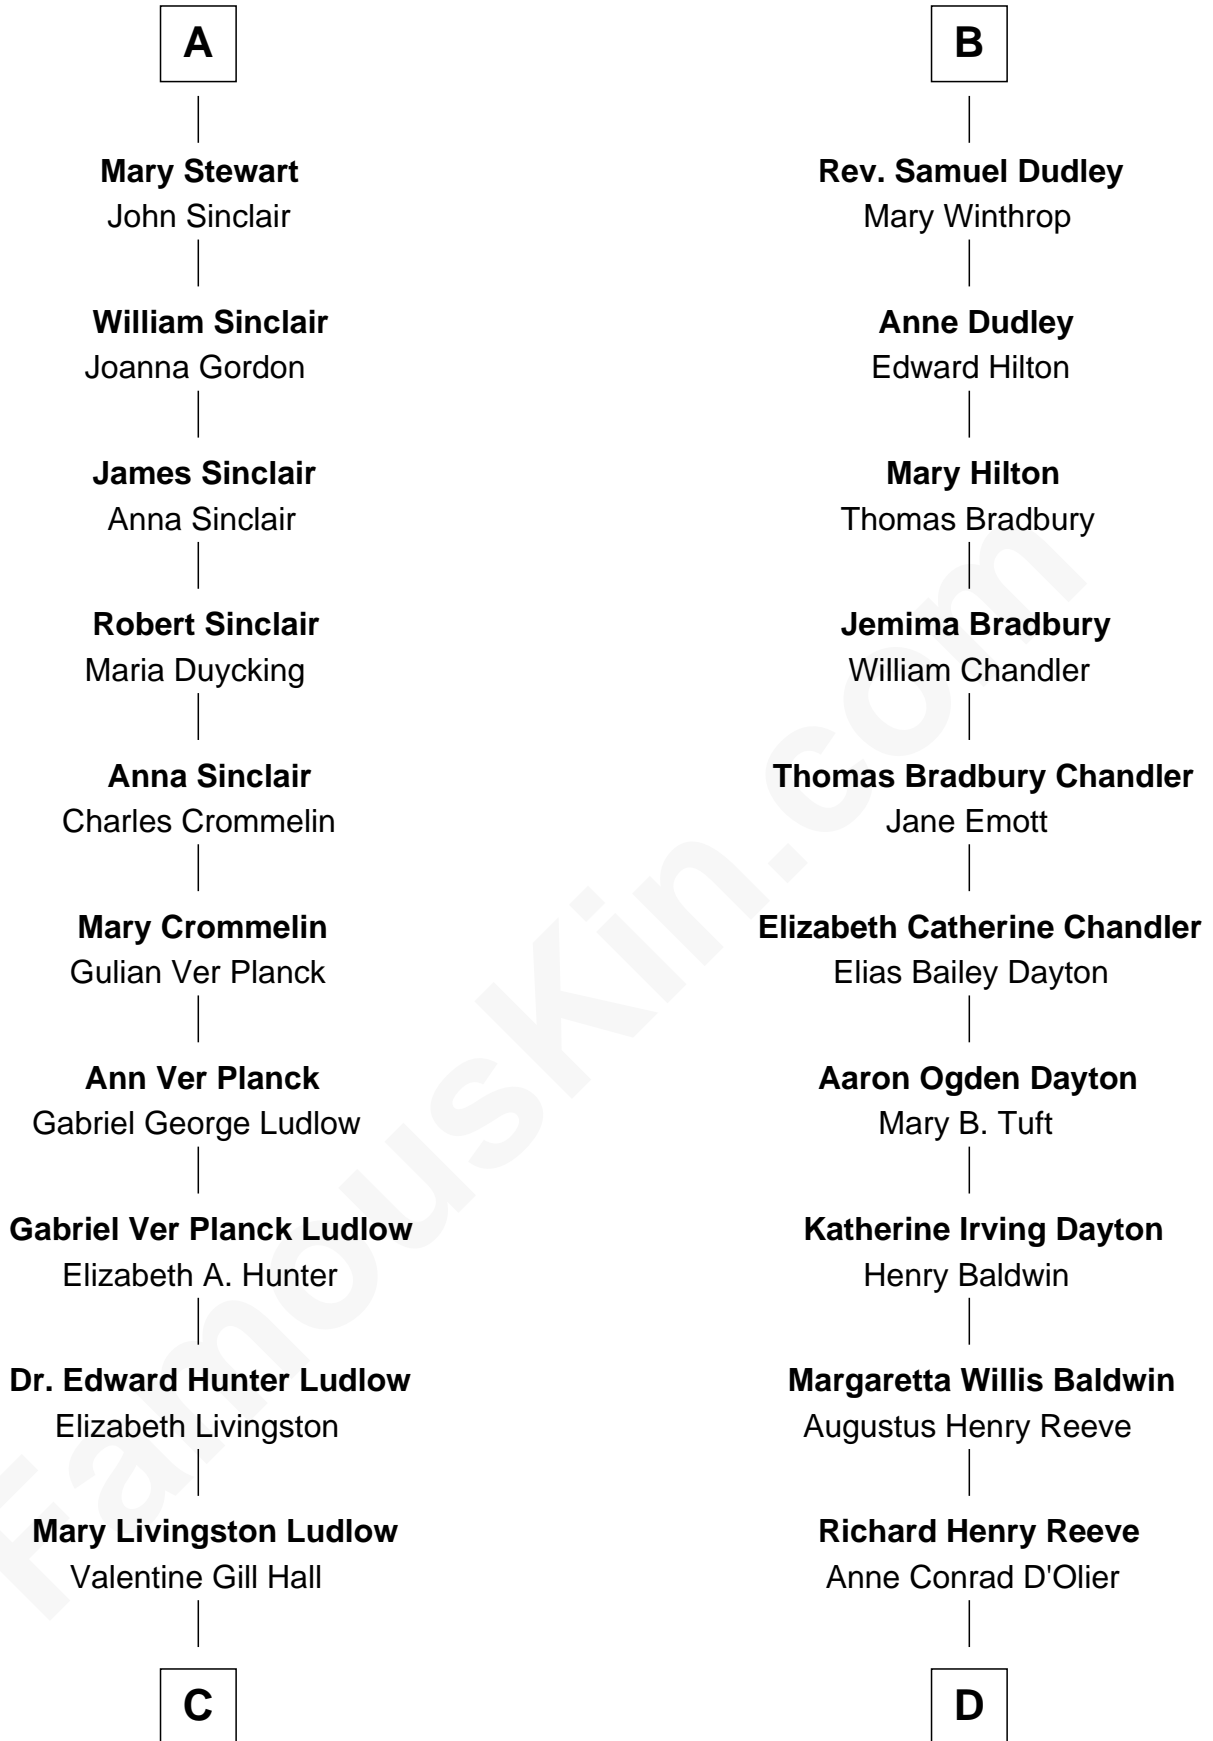 A
Mary Stewart
John Sinclair
William Sinclair
Joanna Gordon
James Sinclair
Anna Sinclair
Robert Sinclair
Maria Duycking
Anna Sinclair
Charles Crommelin
Mary Crommelin
Gulian Ver Planck
Ann Ver Planck
Gabriel George Ludlow
Gabriel Ver Planck Ludlow
Elizabeth A. Hunter
Dr. Edward Hunter Ludlow
Elizabeth Livingston
Mary Livingston Ludlow
Valentine Gill Hall
C
B
Rev. Samuel Dudley
Mary Winthrop
Anne Dudley
Edward Hilton
Mary Hilton
Thomas Bradbury
Jemima Bradbury
William Chandler
Thomas Bradbury Chandler
Jane Emott
Elizabeth Catherine Chandler
Elias Bailey Dayton
Aaron Ogden Dayton
Mary B. Tuft
Katherine Irving Dayton
Henry Baldwin
Margaretta Willis Baldwin
Augustus Henry Reeve
Richard Henry Reeve
Anne Conrad D'Olier
D
FamousKin.com